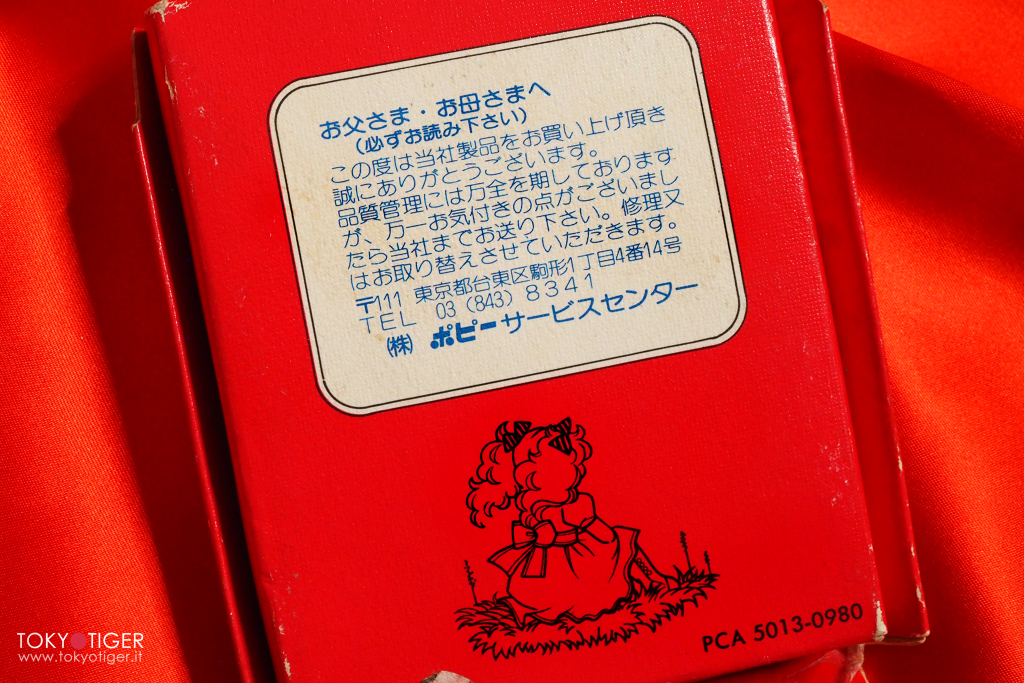 お父さま・お母さまへ
(必ずお読み下さい)
この度は当社製品をお買い上げ頂き
誠にありがとうございます。
品質管理には万全を期しております
が、万一お気付きの点がございまし
たら当社までお送り下さい。修理又
はお取り替えさせていただきます。
〒111 東京都台東区駒形1丁目4番14号
TEL 03 (843) 8341
㈱ ポピーサービスセンター
PCA 5013-0980
TOKYO TIGER
www.tokyotiger.it